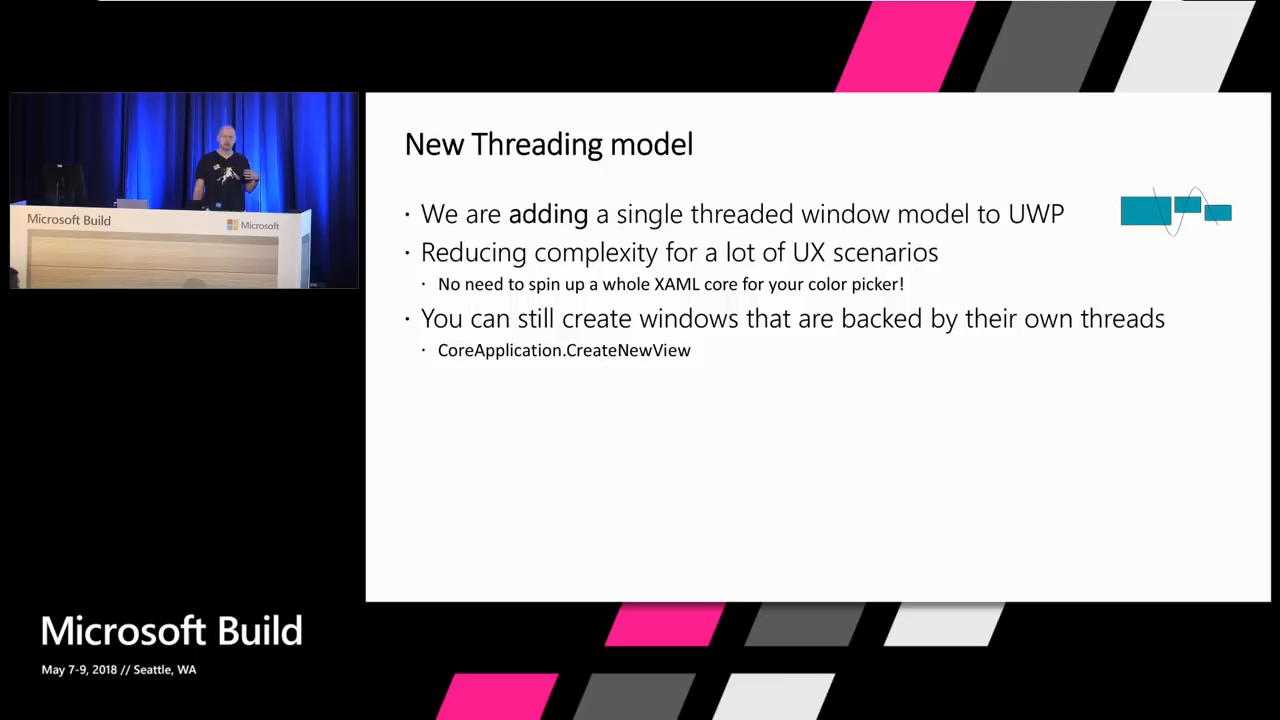 New Threading model
· We are adding a single threaded window model to UWP
· Reducing complexity for a lot of UX scenarios
· No need to spin up a whole XAML core for your color picker!
· You can still create windows that are backed by their own threads
· CoreApplication.CreateNewView
Microsoft Build
Microsoft
Microsoft Build
May 7-9, 2018 // Seattle, WA